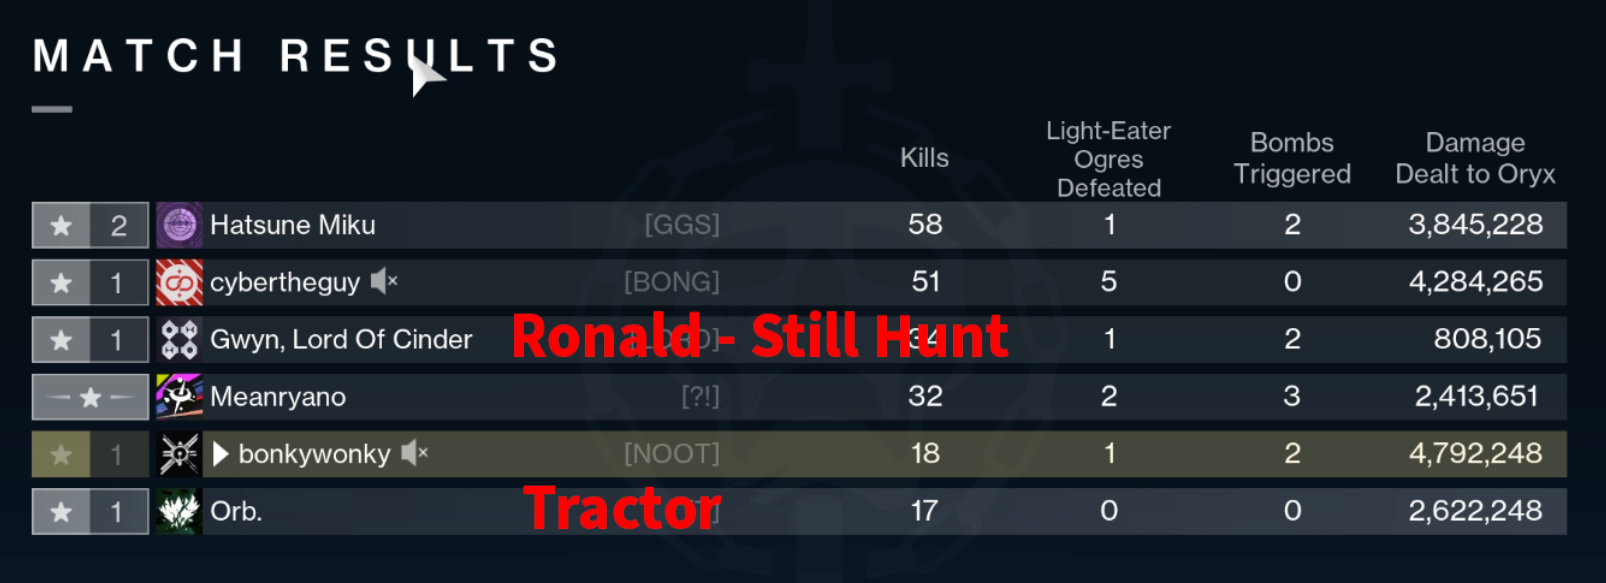 MATCH RESULTS
Kills Light-Eater Ogres Defeated Bombs Triggered Damage Dealt to Oryx
2 Hatsune Miku [GGS] 58 1 2 3,845,228
1 cybertheguy [BONG] 51 5 0 4,284,265
1 Gwyn, Lord Of Cinder Ronald - Still Hunt 34 1 2 808,105
Meanryano [?!] 32 2 3 2,413,651
1 bonkywonky [NOOT] 18 1 2 4,792,248
1 Orb. Tractor 17 0 0 2,622,248